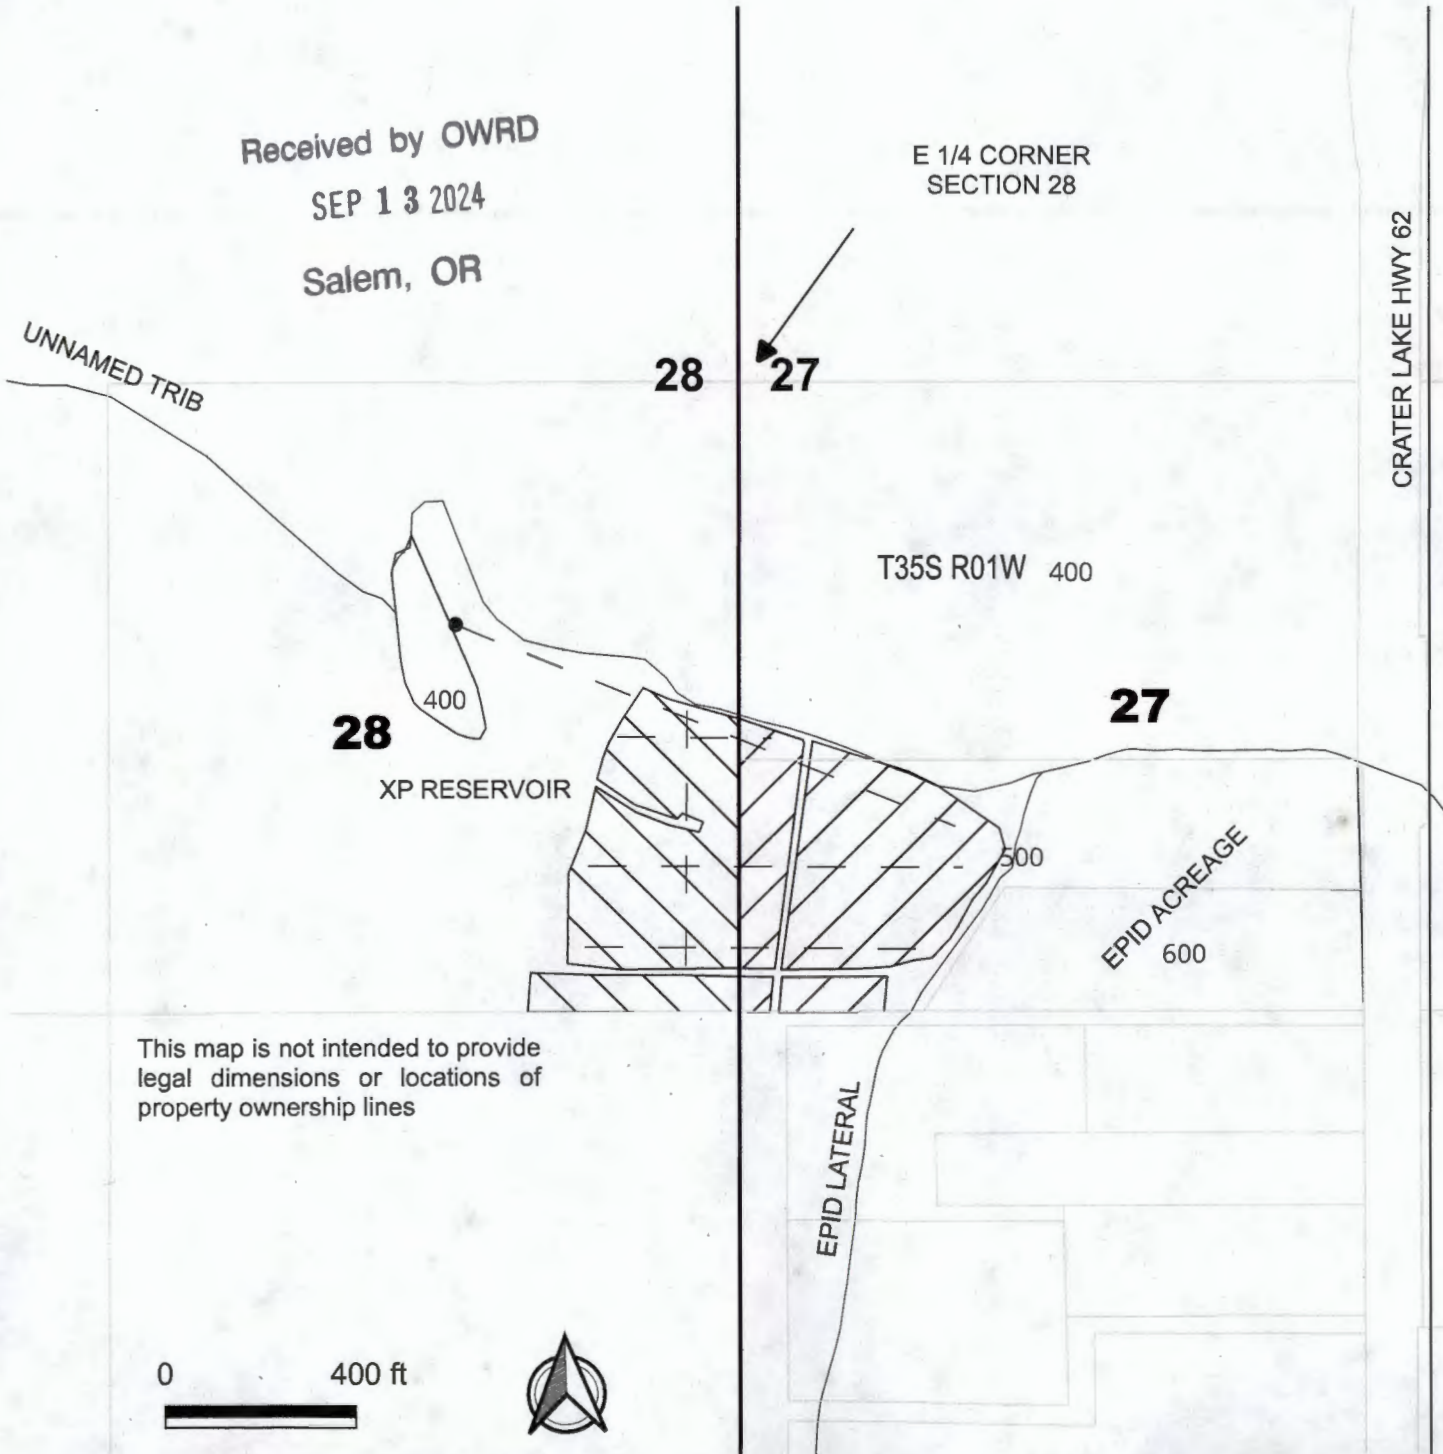 Received by OWRD
SEP 13 2024
Salem, OR
E 1/4 CORNER
SECTION 28
CRATER LAKE HWY 62
UNNAMED TRIB
28
27
T35S R01W 400
400
28
27
XP RESERVOIR
500
EPID ACREAGE
600
This map is not intended to provide
legal dimensions or locations of
property ownership lines
EPID LATERAL
0
400 ft